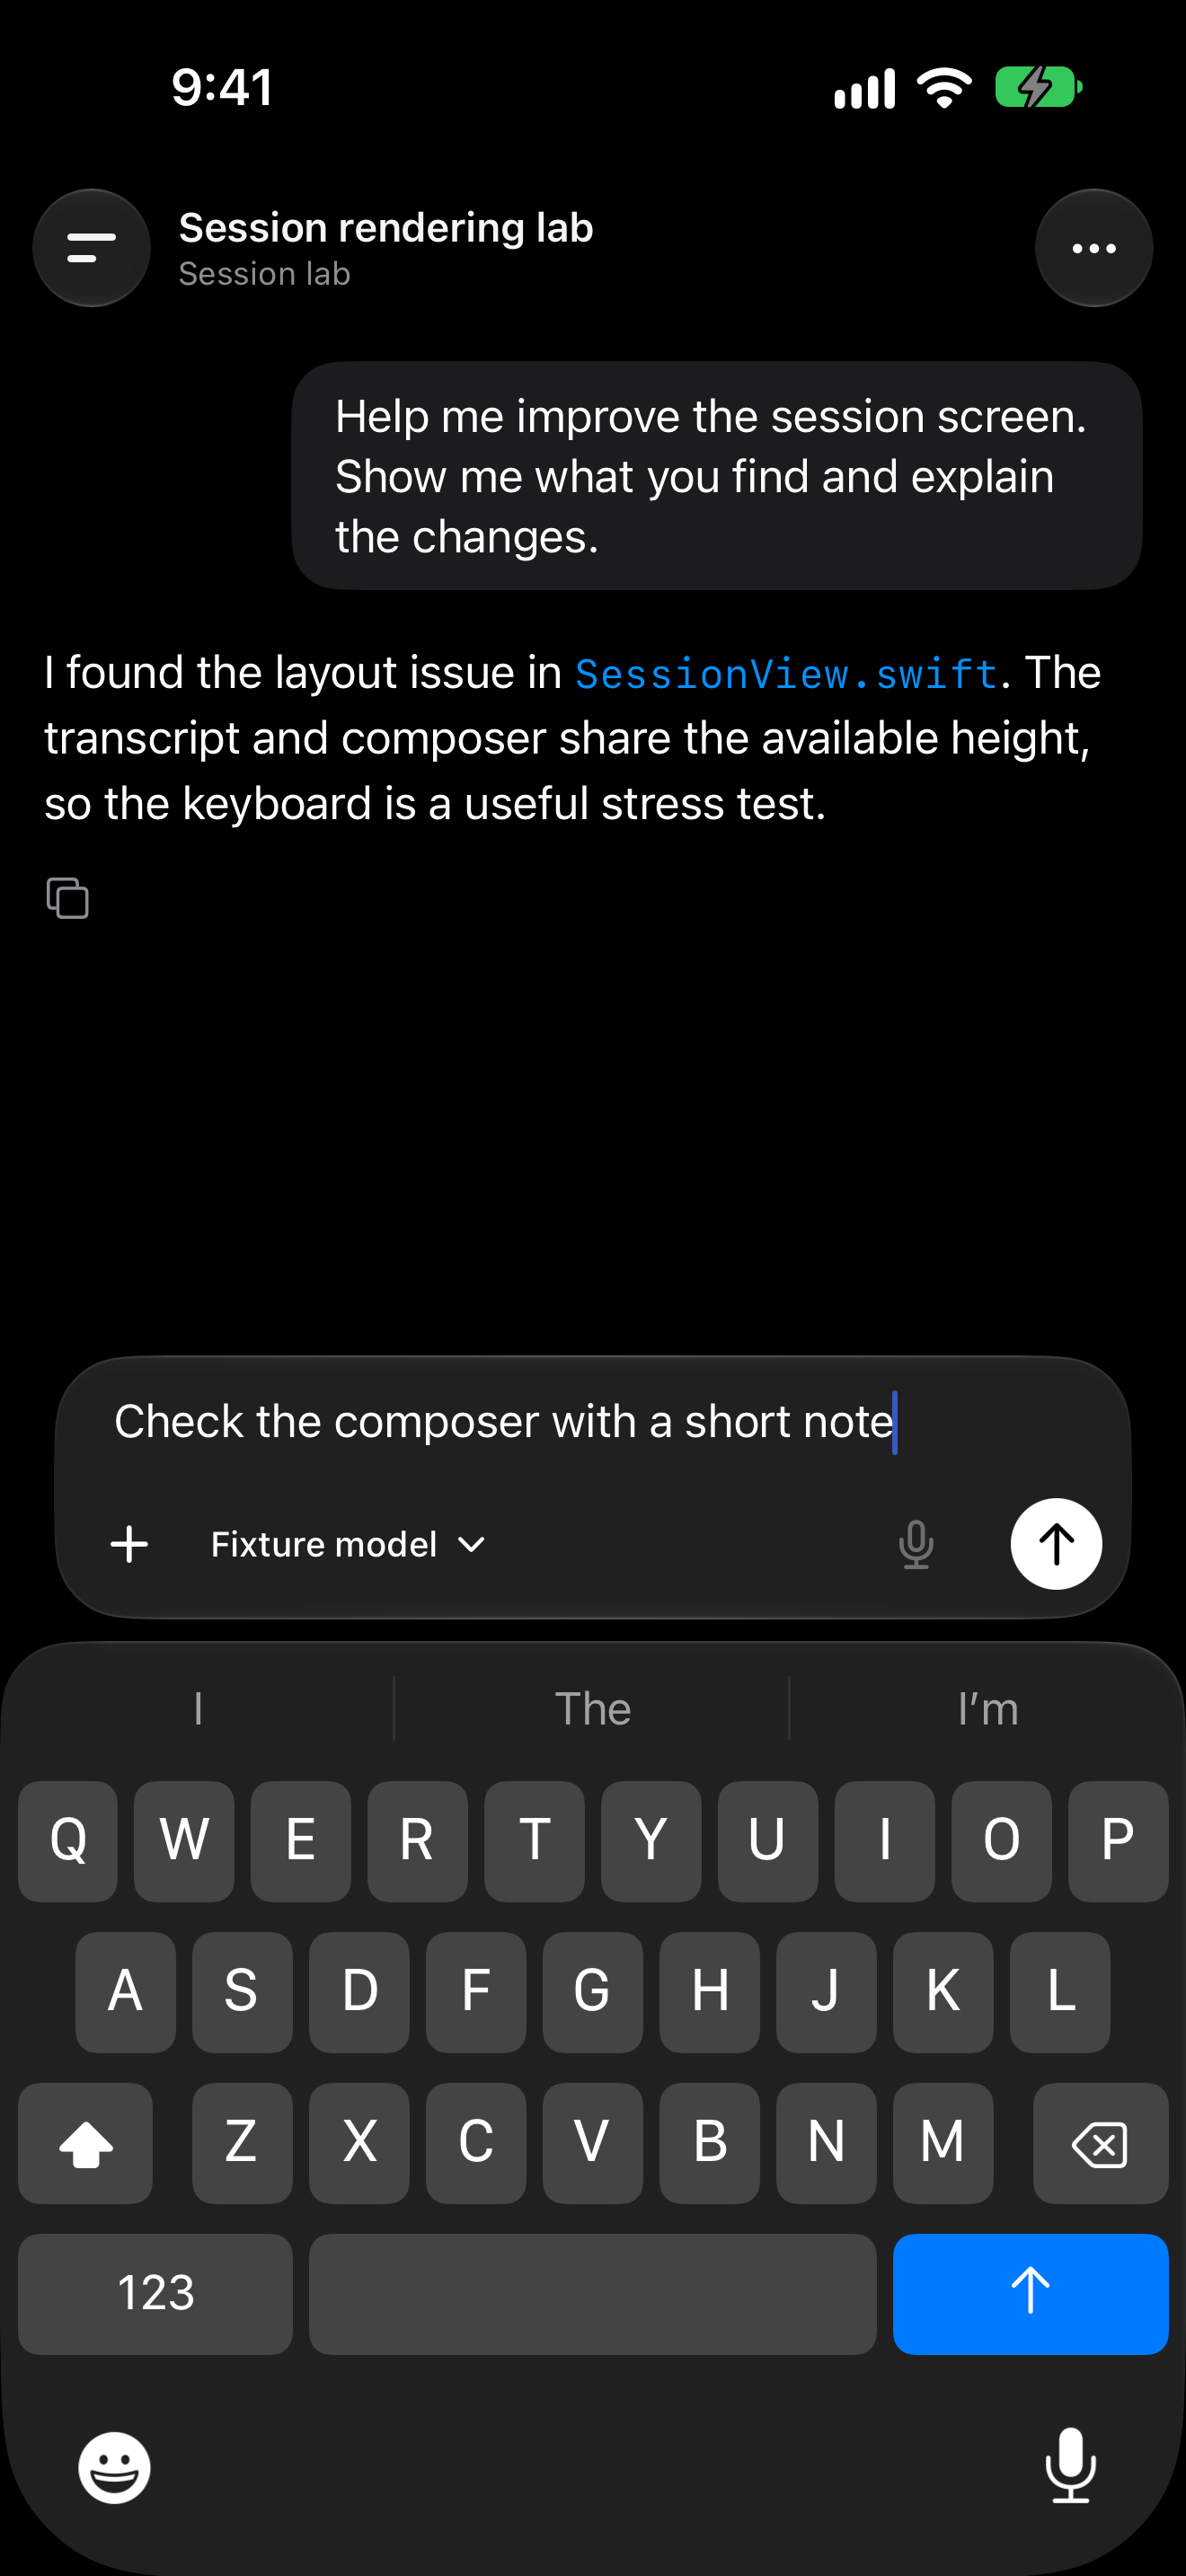 9:41
Session rendering lab
Session lab
Help me improve the session screen.
Show me what you find and explain
the changes.
I found the layout issue in SessionView.swift. The
transcript and composer share the available height,
so the keyboard is a useful stress test.
Check the composer with a short note
Fixture model
I The I’m
Q W E R T Y U I O P
A S D F G H J K L
Z X C V B N M
123